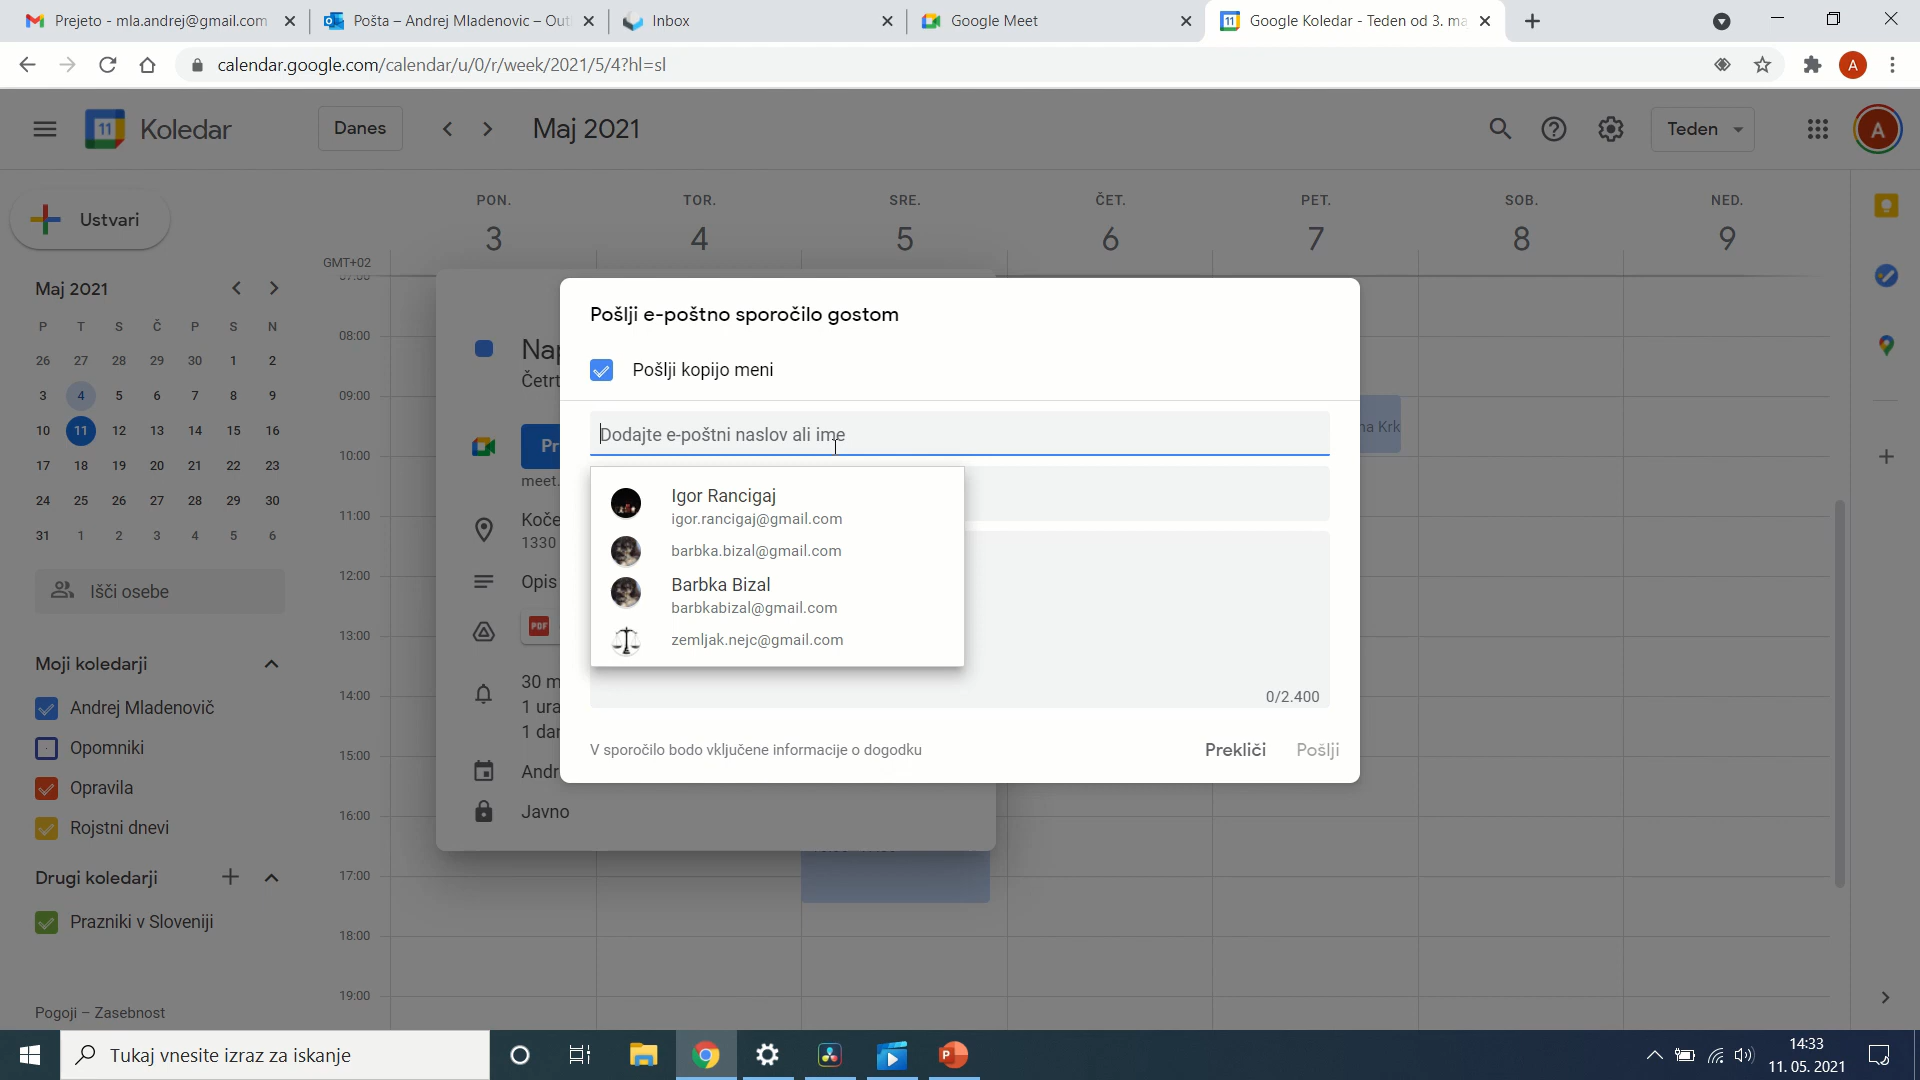 Prejeto - mla.andrej@gmail.com
Pošta – Andrej Mladenovic – Out
Inbox
Google Meet
Google Koledar - Teden od 3. ma
calendar.google.com/calendar/u/0/r/week/2021/5/4?hl=sl
A
11
Koledar
Danes
Maj 2021
Teden
A
Ustvari
PON.
TOR.
SRE.
ČET.
PET.
SOB.
NED.
3
4
5
6
7
8
9
GMT+02
07:00
08:00
09:00
10:00
11:00
12:00
13:00
14:00
15:00
16:00
17:00
18:00
19:00
Maj 2021
P T S Č P S N
26 27 28 29 30 1 2
3 4 5 6 7 8 9
10 11 12 13 14 15 16
17 18 19 20 21 22 23
24 25 26 27 28 29 30
31 1 2 3 4 5 6
Išči osebe
Moji koledarji
Andrej Mladenovič
Opomniki
Opravila
Rojstni dnevi
Drugi koledarji
Prazniki v Sloveniji
Pogoji – Zasebnost
Nap
Četrt
Pr
meet.
Koče
1330
Opis
PDF
30 m
1 ura
1 dan
Andr
Javno
na Krk
Pošlji e-poštno sporočilo gostom
Pošlji kopijo meni
Dodajte e-poštni naslov ali ime
Igor Rancigaj
igor.rancigaj@gmail.com
barbka.bizal@gmail.com
Barbka Bizal
barbkabizal@gmail.com
zemljak.nejc@gmail.com
0/2.400
V sporočilo bodo vključene informacije o dogodku
Prekliči
Pošlji
Tukaj vnesite izraz za iskanje
14:33
11. 05. 2021